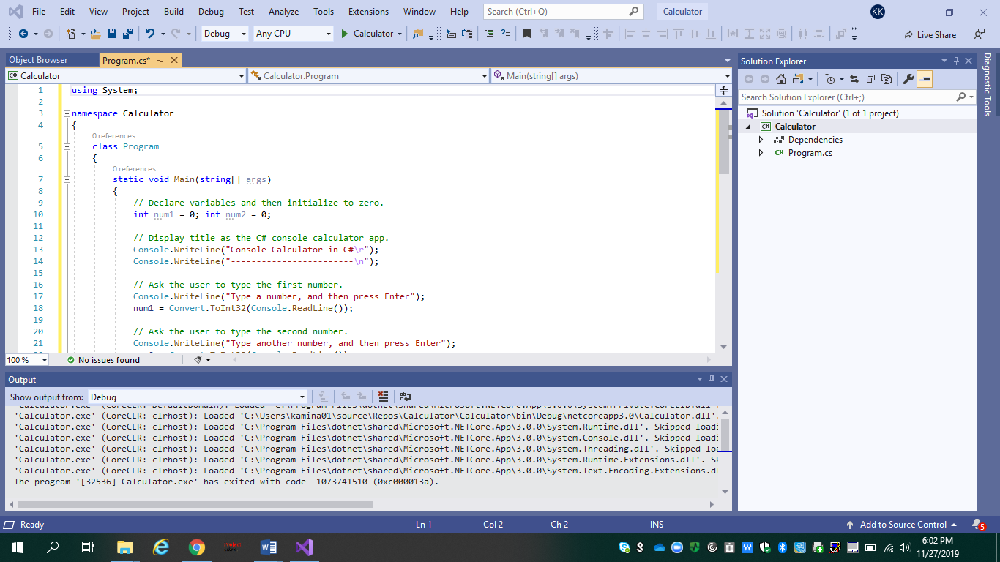 File Edit View Project Build Debug Test Analyze Tools Extensions Window Help Search (Ctrl+Q) Calculator KK
Debug Any CPU Calculator Live Share
Object Browser Program.cs*
Calculator Calculator.Program Main(string[] args)
1 using System;
2
3 namespace Calculator
4 {
0 references
5 class Program
6 {
0 references
7 static void Main(string[] args)
8 {
9 // Declare variables and then initialize to zero.
10 int num1 = 0; int num2 = 0;
11
12 // Display title as the C# console calculator app.
13 Console.WriteLine("Console Calculator in C#\r");
14 Console.WriteLine("------------------------\n");
15
16 // Ask the user to type the first number.
17 Console.WriteLine("Type a number, and then press Enter");
18 num1 = Convert.ToInt32(Console.ReadLine());
19
20 // Ask the user to type the second number.
21 Console.WriteLine("Type another number, and then press Enter");
100 % No issues found
Solution Explorer
Search Solution Explorer (Ctrl+;)
Solution 'Calculator' (1 of 1 project)
C# Calculator
Dependencies
C# Program.cs
Diagnostic Tools
Output
Show output from: Debug
'Calculator.exe' (CoreCLR: clrhost): Loaded 'C:\Users\kamina01\source\Repos\Calculator\Calculator\bin\Debug\netcoreapp3.0\Calculator.dll'.
'Calculator.exe' (CoreCLR: clrhost): Loaded 'C:\Program Files\dotnet\shared\Microsoft.NETCore.App\3.0.0\System.Runtime.dll'. Skipped loadi
'Calculator.exe' (CoreCLR: clrhost): Loaded 'C:\Program Files\dotnet\shared\Microsoft.NETCore.App\3.0.0\System.Console.dll'. Skipped loadi
'Calculator.exe' (CoreCLR: clrhost): Loaded 'C:\Program Files\dotnet\shared\Microsoft.NETCore.App\3.0.0\System.Threading.dll'. Skipped loa
'Calculator.exe' (CoreCLR: clrhost): Loaded 'C:\Program Files\dotnet\shared\Microsoft.NETCore.App\3.0.0\System.Runtime.Extensions.dll'. Sk
'Calculator.exe' (CoreCLR: clrhost): Loaded 'C:\Program Files\dotnet\shared\Microsoft.NETCore.App\3.0.0\System.Text.Encoding.Extensions.dl
The program '[32536] Calculator.exe' has exited with code -1073741510 (0xc000013a).
Ready Ln 1 Col 2 Ch 2 INS Add to Source Control 5
6:02 PM
11/27/2019